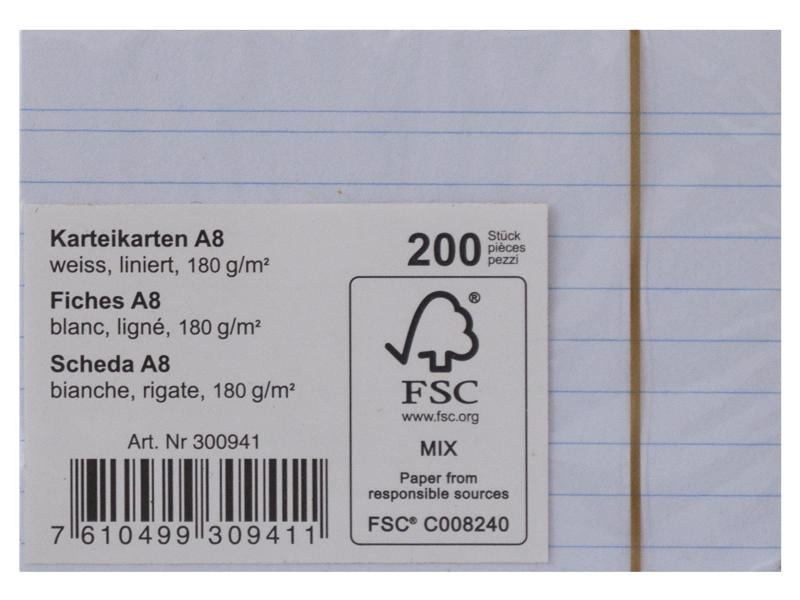 Karteikarten A8
weiss, liniert, 180 g/m²
Fiches A8
blanc, ligné, 180 g/m²
Scheda A8
bianche, rigate, 180 g/m²
Art. Nr 300941
7 610499 309411
200 Stück
pièces
pezzi
®
FSC
www.fsc.org
MIX
Paper from
responsible sources
FSC® C008240